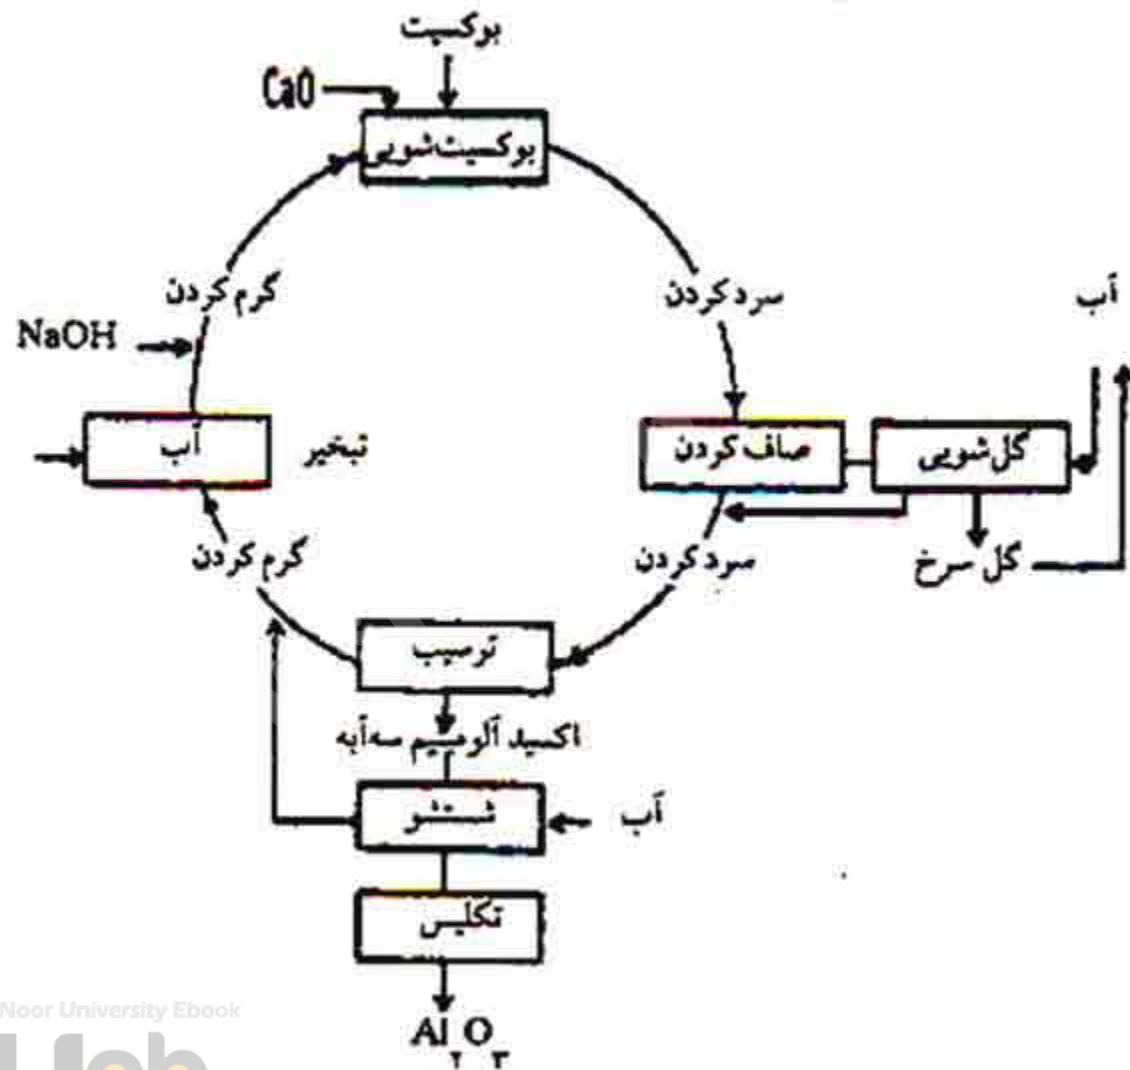 بوکسیت
CaO
بوکسیت‌شویی
گرم کردن
سرد کردن
آب
NaOH
آب
تبخیر
صاف کردن
گل‌شویی
گرم کردن
سرد کردن
گل سرخ
ترسیب
اکسید آلومینیم سه‌آبه
شستشو
آب
تکلیس
Al₂O₃
Noor University Ebook